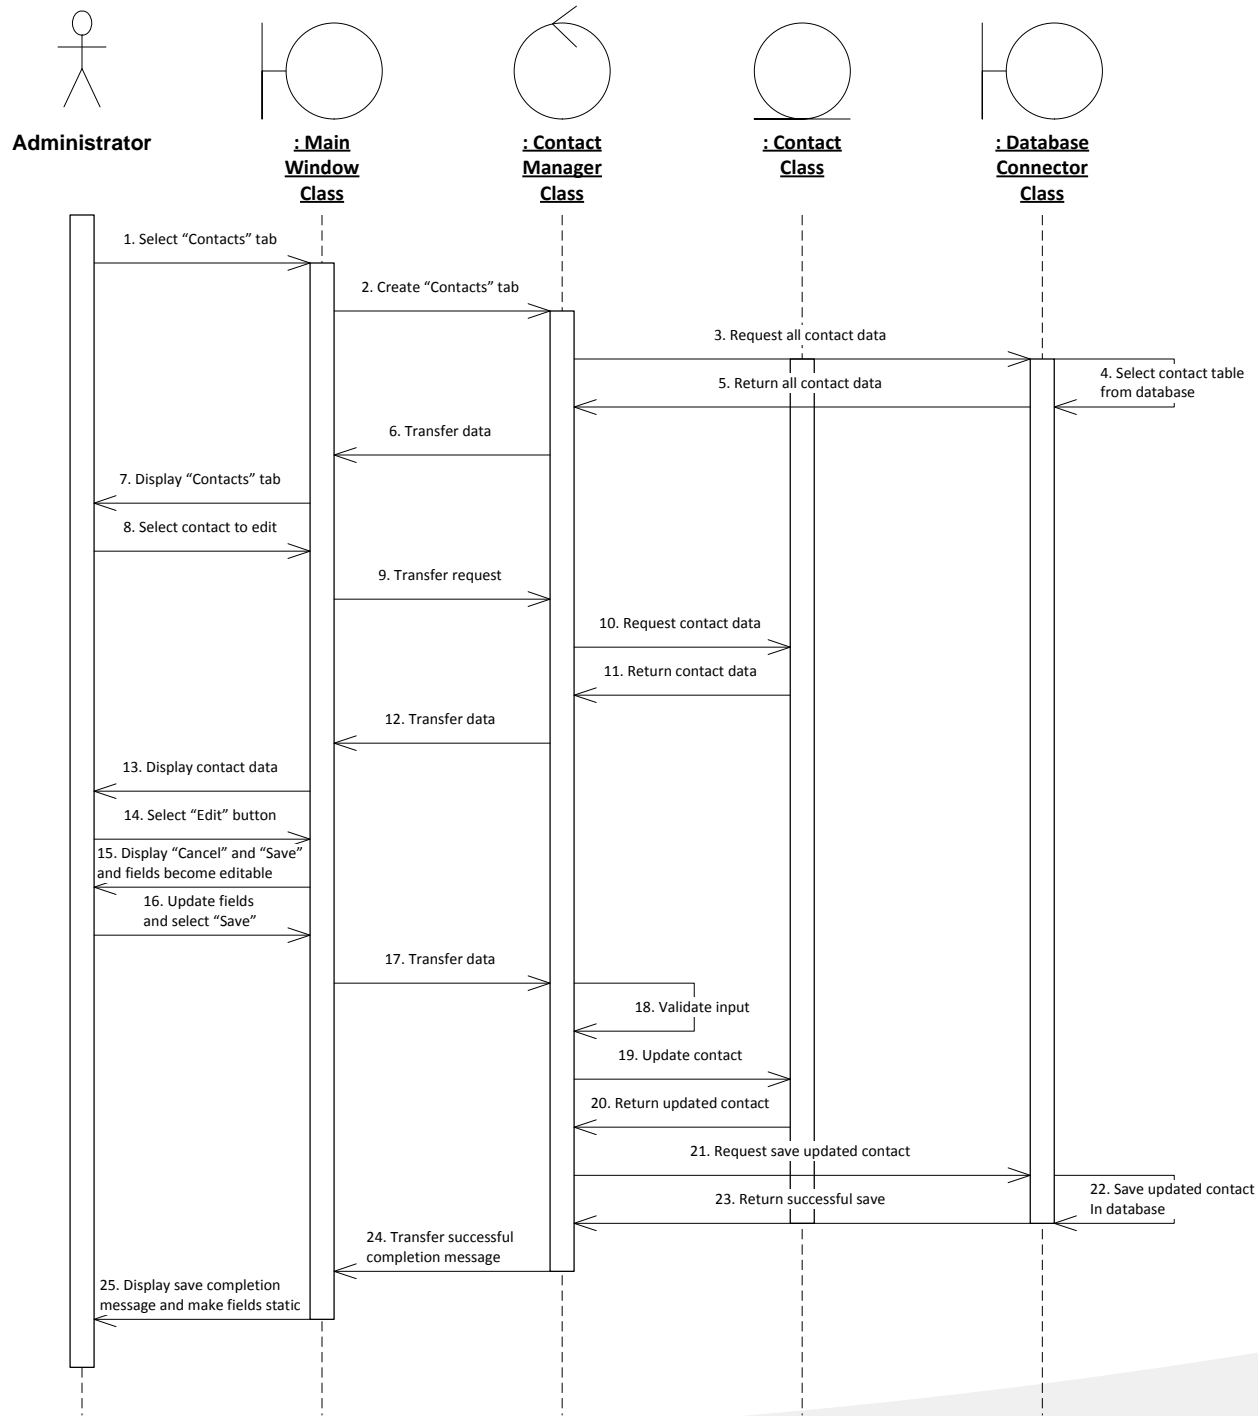 Administrator
: Main
Window
Class
: Contact
Manager
Class
: Contact
Class
: Database
Connector
Class
1. Select “Contacts” tab
2. Create “Contacts” tab
3. Request all contact data
4. Select contact table
from database
5. Return all contact data
6. Transfer data
7. Display “Contacts” tab
8. Select contact to edit
9. Transfer request
10. Request contact data
11. Return contact data
12. Transfer data
13. Display contact data
14. Select “Edit” button
15. Display “Cancel” and “Save”
and fields become editable
16. Update fields
and select “Save”
17. Transfer data
18. Validate input
19. Update contact
20. Return updated contact
21. Request save updated contact
22. Save updated contact
In database
23. Return successful save
24. Transfer successful
completion message
25. Display save completion
message and make fields static